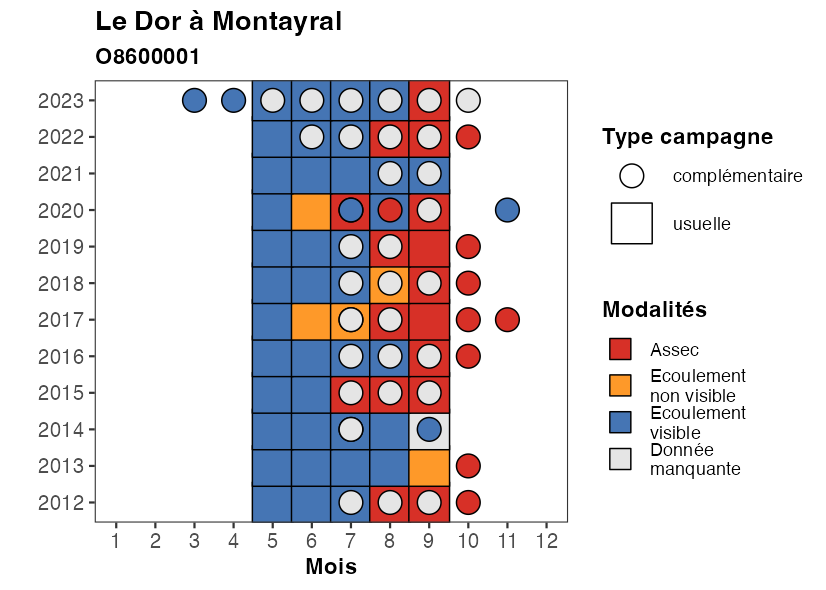 Le Dor à Montayral
O8600001
2023
2022
2021
2020
2019
2018
2017
2016
2015
2014
2013
2012
1 2 3 4 5 6 7 8 9 10 11 12
Mois
Type campagne
complémentaire
usuelle
Modalités
Assec
Ecoulement
non visible
Ecoulement
visible
Donnée
manquante